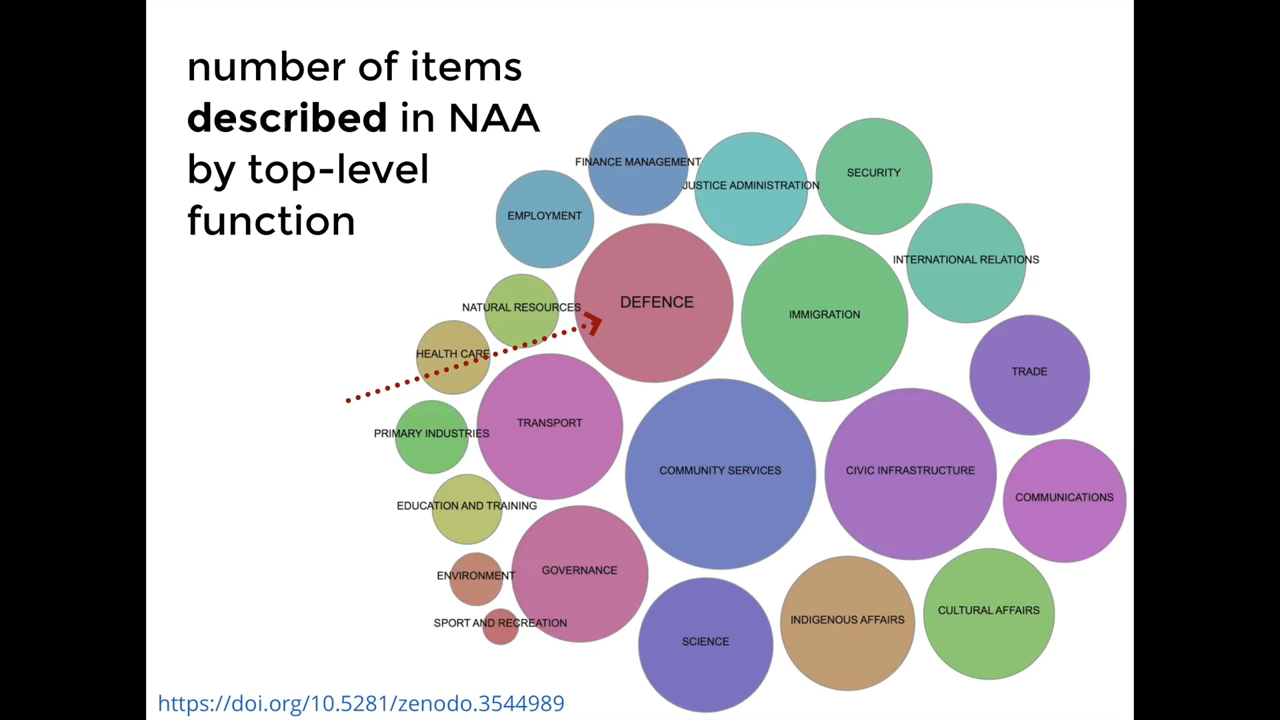 number of items
described in NAA
by top-level
function
FINANCE MANAGEMENT
JUSTICE ADMINISTRATION
SECURITY
EMPLOYMENT
INTERNATIONAL RELATIONS
NATURAL RESOURCES
DEFENCE
IMMIGRATION
HEALTH CARE
TRADE
PRIMARY INDUSTRIES
TRANSPORT
COMMUNITY SERVICES
CIVIC INFRASTRUCTURE
COMMUNICATIONS
EDUCATION AND TRAINING
ENVIRONMENT
GOVERNANCE
SPORT AND RECREATION
SCIENCE
INDIGENOUS AFFAIRS
CULTURAL AFFAIRS
https://doi.org/10.5281/zenodo.3544989